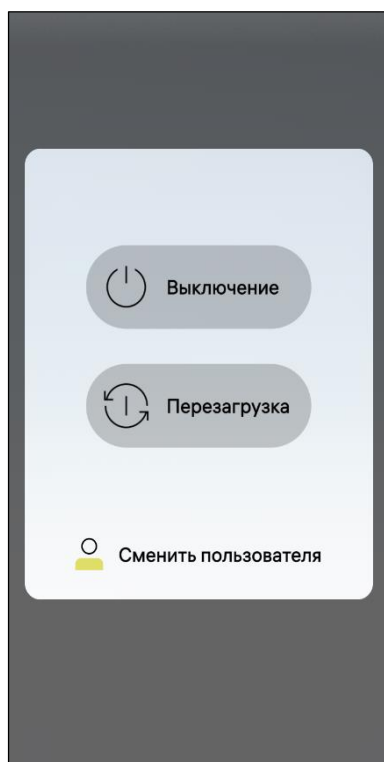 Выключение
Перезагрузка
Сменить пользователя